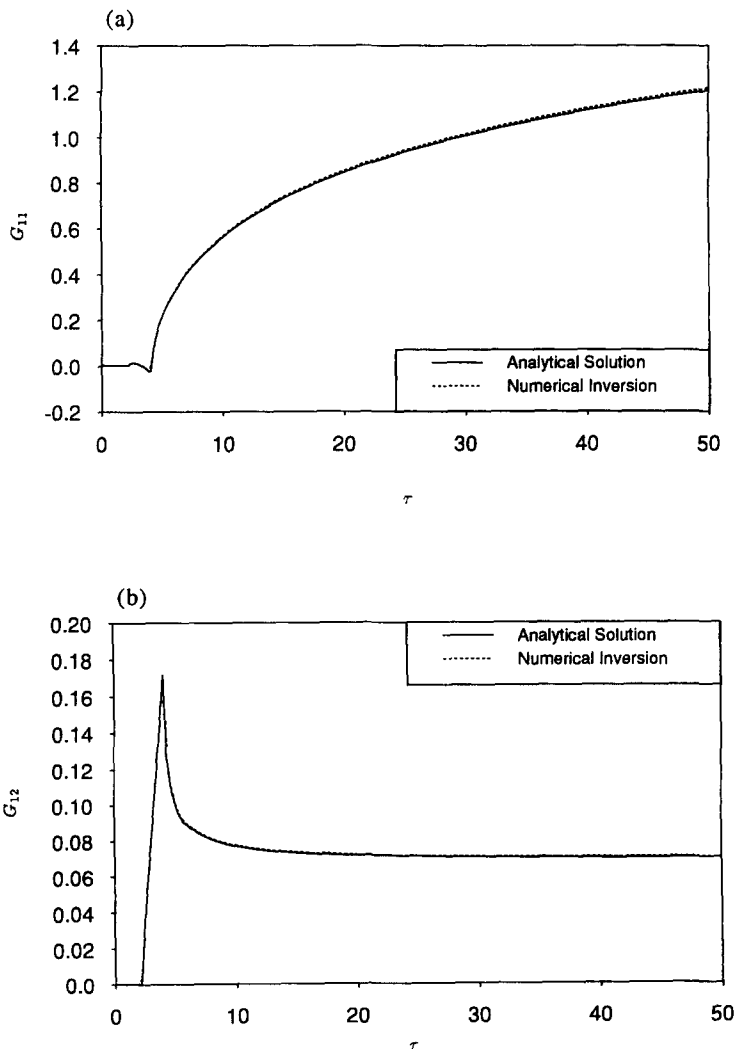 (a)
1.4
1.2
1.0
0.8
0.6
0.4
0.2
0.0
-0.2
G₁₁
Analytical Solution
Numerical Inversion
0 10 20 30 40 50
τ
(b)
0.20
0.18
0.16
0.14
0.12
0.10
0.08
0.06
0.04
0.02
0.0
G₁₂
Analytical Solution
Numerical Inversion
0 10 20 30 40 50
τ